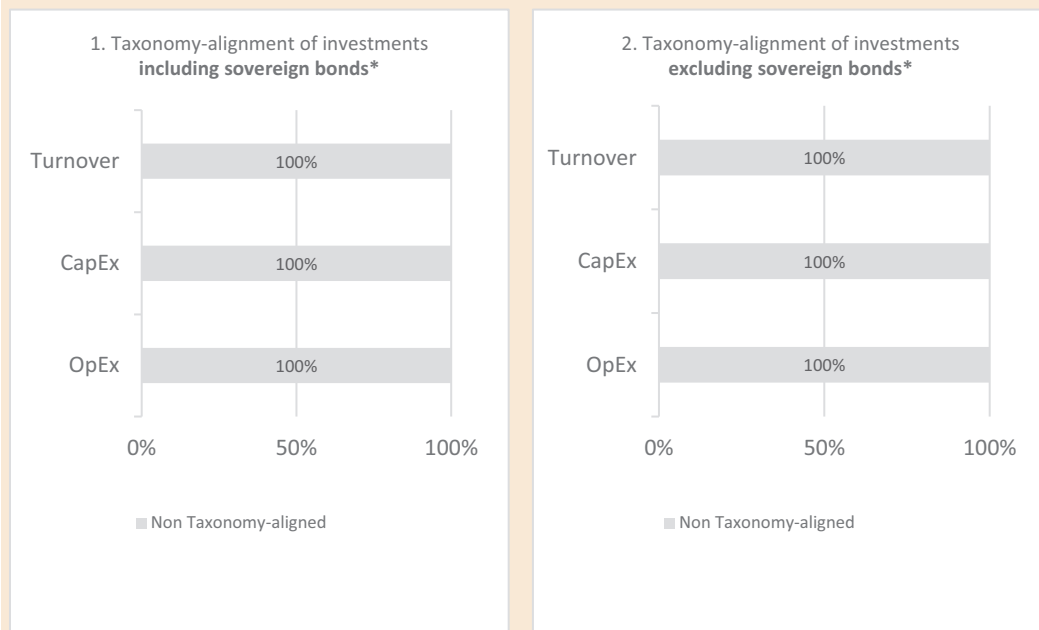 1. Taxonomy-alignment of investments
including sovereign bonds*
Turnover
100%
CapEx
100%
OpEx
100%
0%
50%
100%
Non Taxonomy-aligned
2. Taxonomy-alignment of investments
excluding sovereign bonds*
Turnover
100%
CapEx
100%
OpEx
100%
0%
50%
100%
Non Taxonomy-aligned